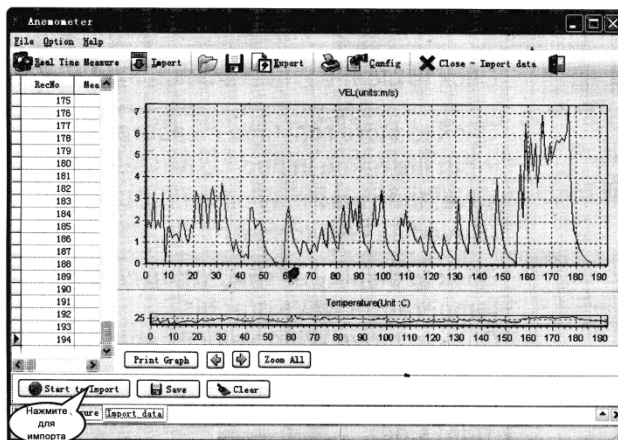 Anemometer
File Option Help
Real Time Measure Import Export Config Close - Import data
RecNo Mea
175
176
177
178
179
180
181
182
183
184
185
186
187
188
189
190
191
192
193
194
VEL(units:m/s)
7
6
5
4
3
2
1
0
0 10 20 30 40 50 60 70 80 90 100 110 120 130 140 150 160 170 180 190
Temperature(Unit :C)
25
0 10 20 30 40 50 60 70 80 90 100 110 120 130 140 150 160 170 180 190
Print Graph Zoom All
Start to Import Save Clear
Import data
Нажмите
для
импорта